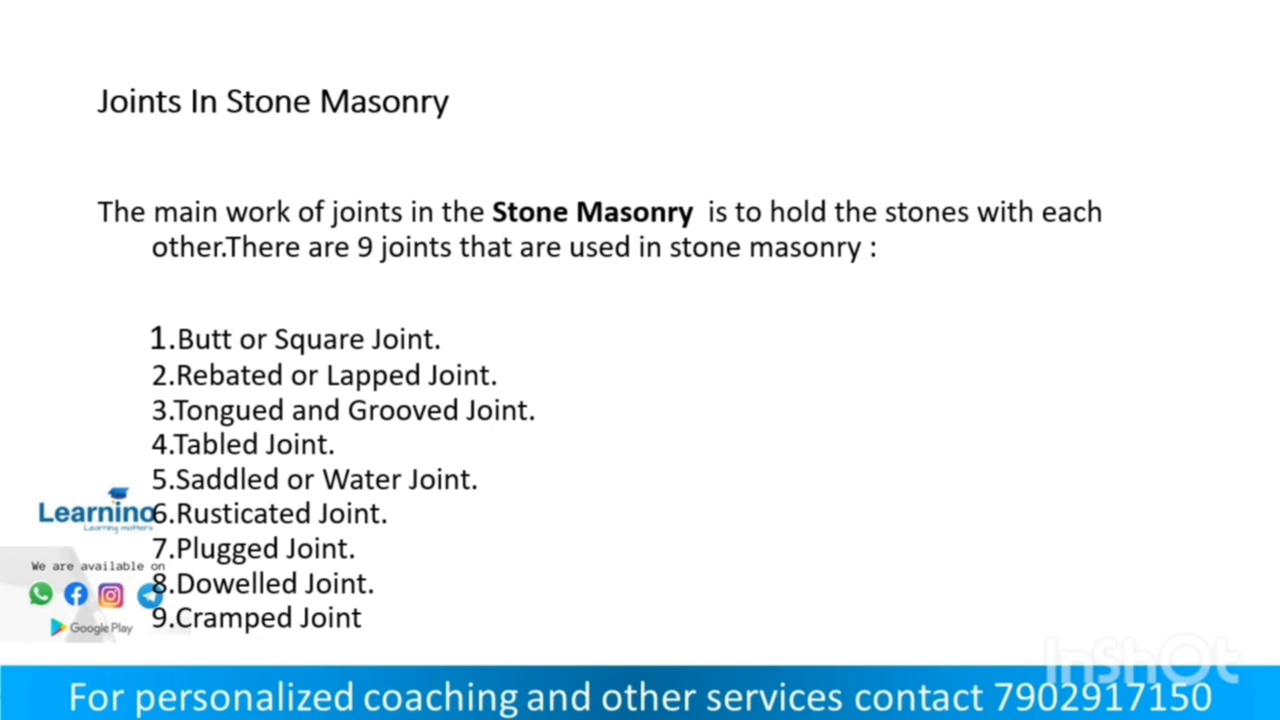 Joints In Stone Masonry
The main work of joints in the Stone Masonry is to hold the stones with each
other.There are 9 joints that are used in stone masonry :
1.Butt or Square Joint.
2.Rebated or Lapped Joint.
3.Tongued and Grooved Joint.
4.Tabled Joint.
5.Saddled or Water Joint.
6.Rusticated Joint.
7.Plugged Joint.
8.Dowelled Joint.
9.Cramped Joint
Learnino
Learning matters
We are available on
Google Play
InShOt
For personalized coaching and other services contact 7902917150